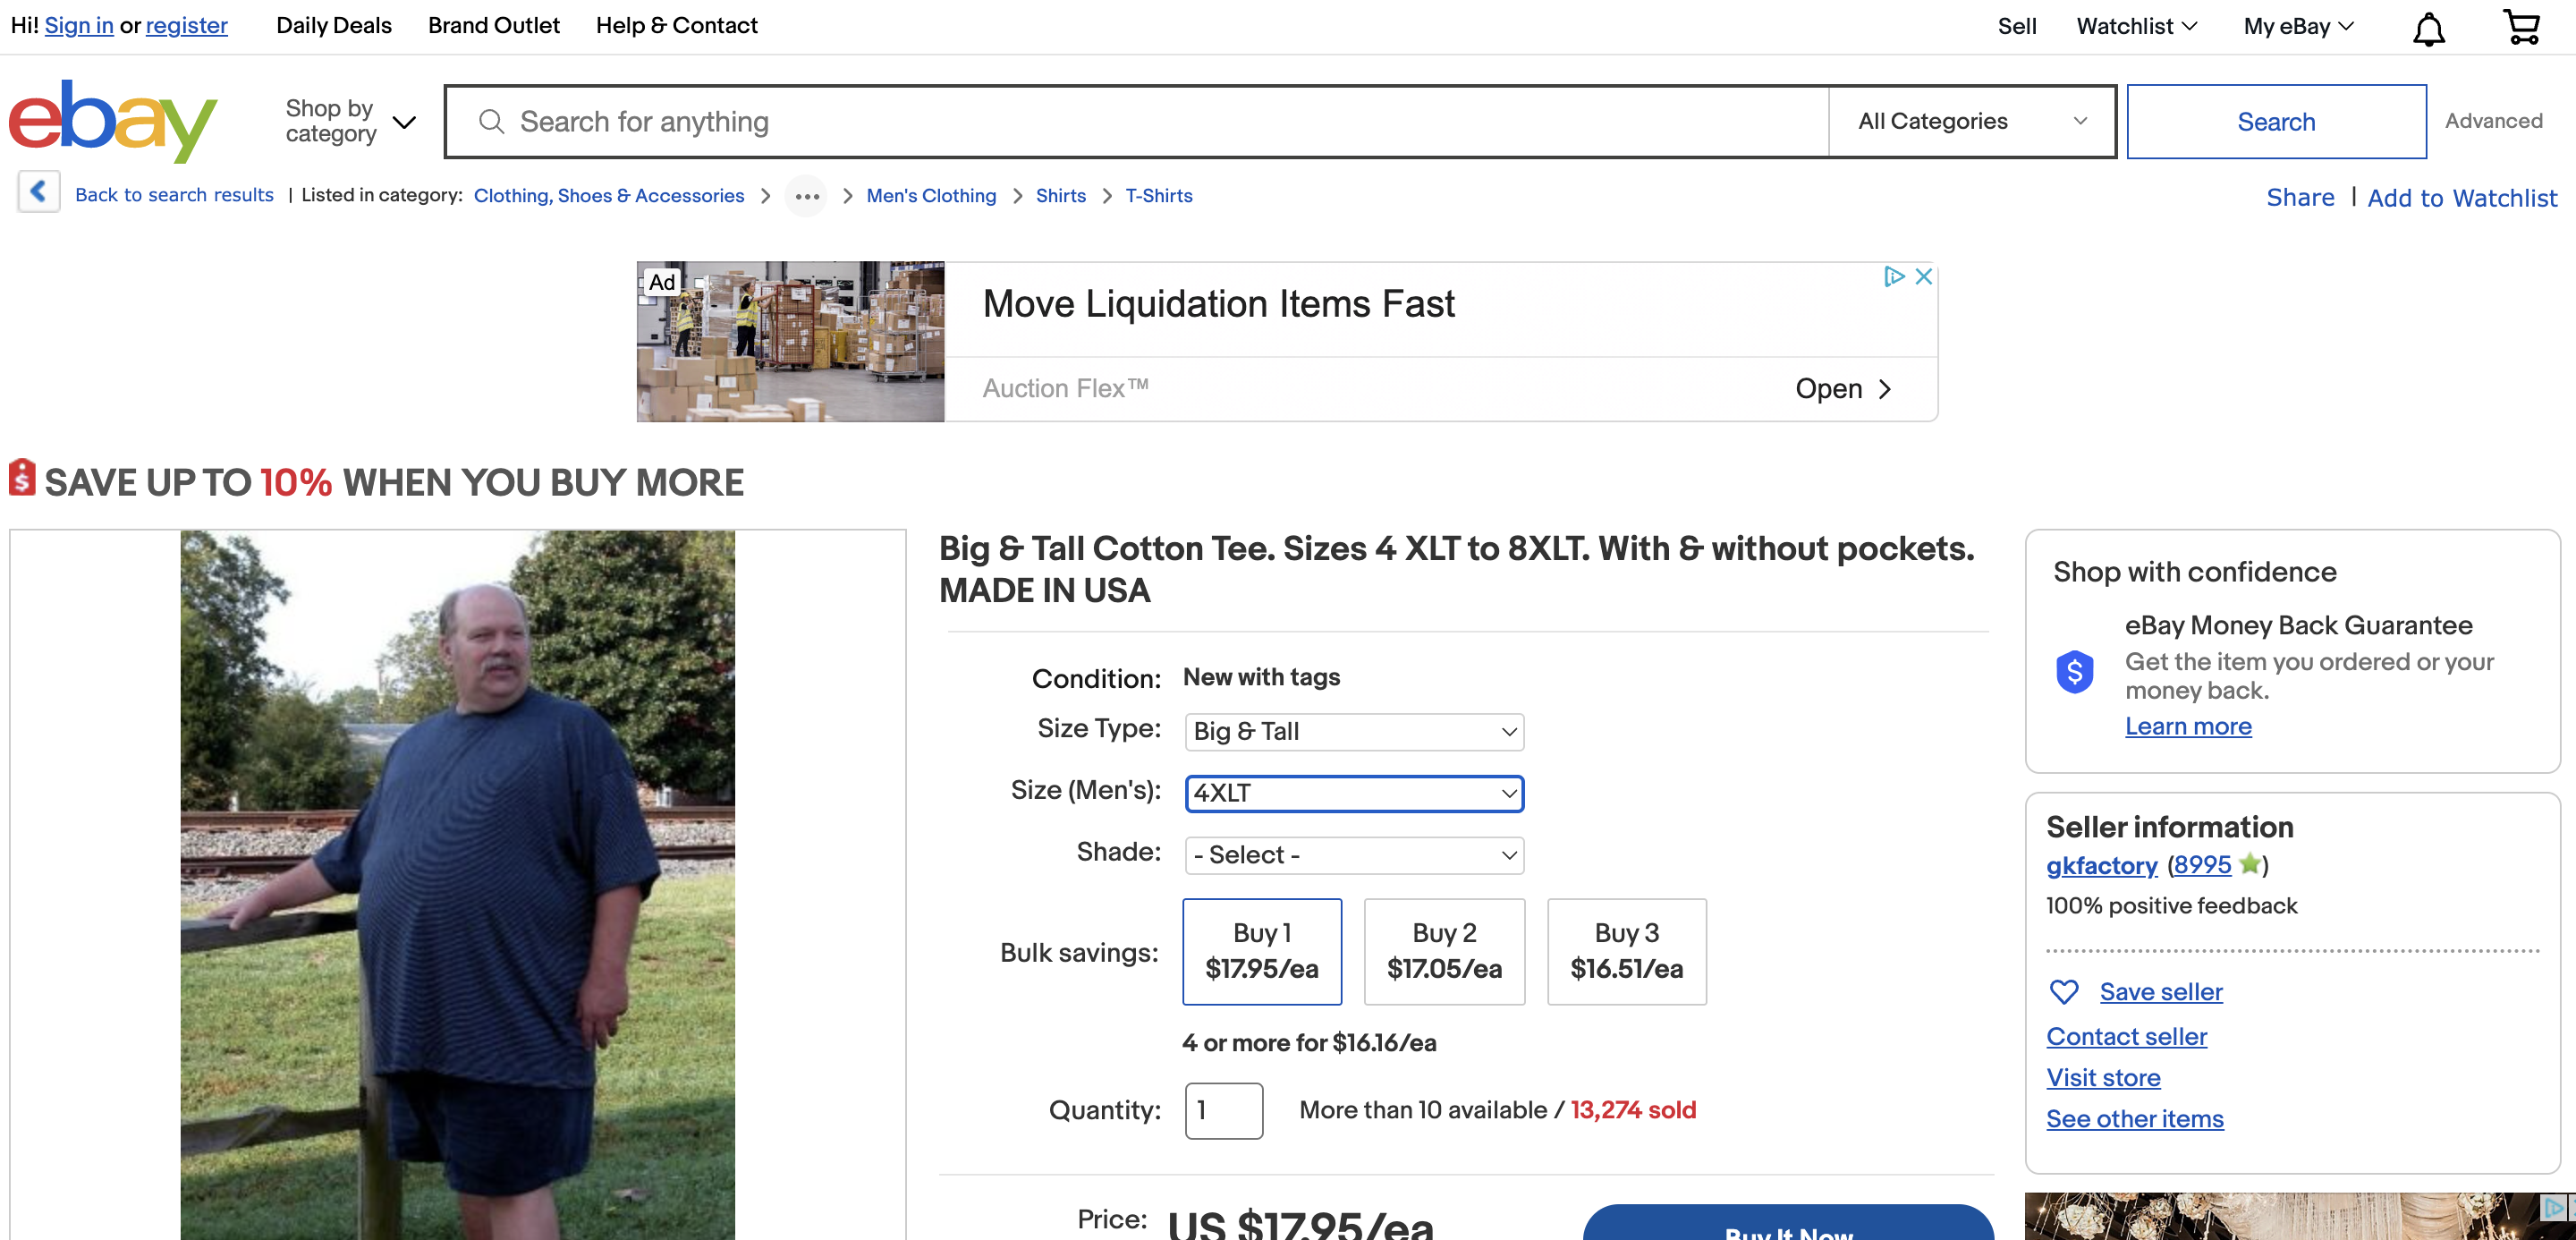 Hi! Sign in or register Daily Deals Brand Outlet Help & Contact Sell Watchlist My eBay
ebay
Shop by category
Search for anything
All Categories
Search
Advanced
Back to search results | Listed in category: Clothing, Shoes & Accessories > ... > Men's Clothing > Shirts > T-Shirts
Share | Add to Watchlist
Ad
Move Liquidation Items Fast
Auction Flex™
Open
SAVE UP TO 10% WHEN YOU BUY MORE
Big & Tall Cotton Tee. Sizes 4 XLT to 8XLT. With & without pockets.
MADE IN USA
Condition: New with tags
Size Type: Big & Tall
Size (Men's): 4XLT
Shade: - Select -
Bulk savings:
Buy 1
$17.95/ea
Buy 2
$17.05/ea
Buy 3
$16.51/ea
4 or more for $16.16/ea
Quantity: 1 More than 10 available / 13,274 sold
Price: US $17.95/ea
Buy It Now
Shop with confidence
eBay Money Back Guarantee
Get the item you ordered or your
money back.
Learn more
Seller information
gkfactory (8995)
100% positive feedback
Save seller
Contact seller
Visit store
See other items